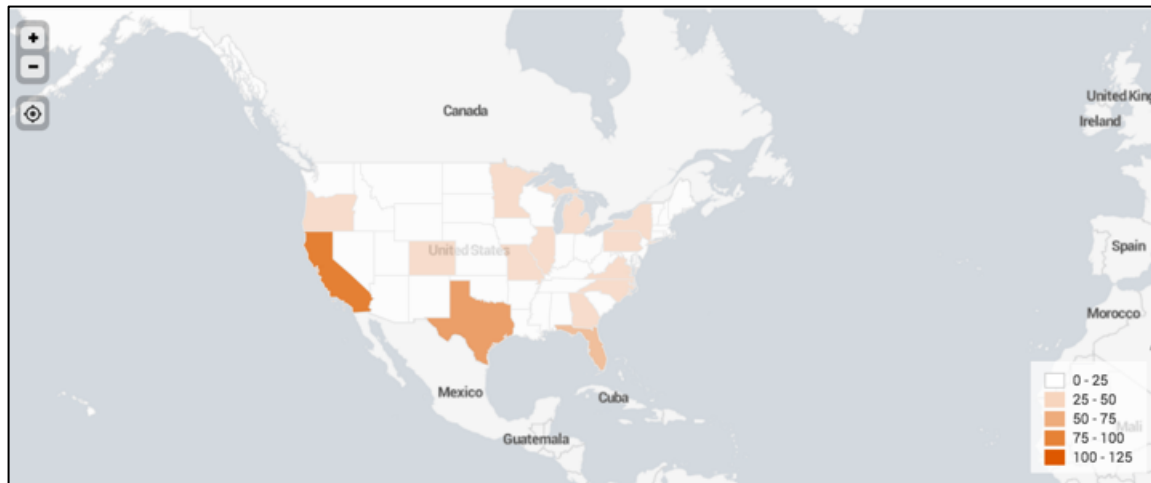 +
−
Canada
United King
Ireland
United States
Spain
Morocco
Mexico
Cuba
Guatemala
Mali
0 - 25
25 - 50
50 - 75
75 - 100
100 - 125